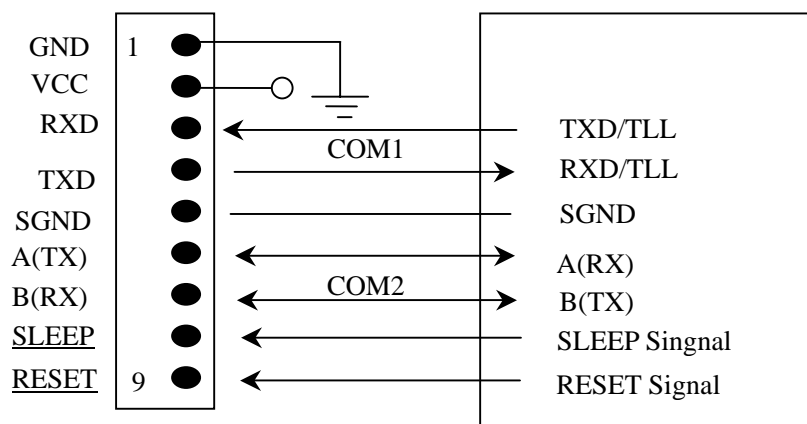 GND 1
VCC
RXD TXD/TLL
COM1
TXD RXD/TLL
SGND SGND
A(TX) A(RX)
B(RX) COM2 B(TX)
SLEEP SLEEP Singnal
RESET 9 RESET Signal